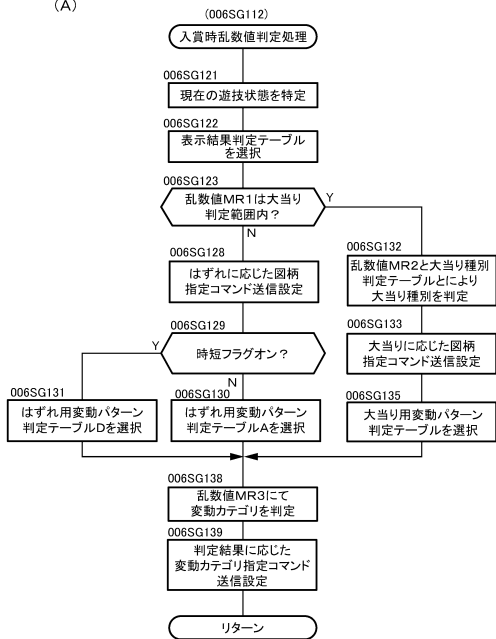 (A)
(006SG112)
入賞時乱数値判定処理
006SG121
現在の遊技状態を特定
006SG122
表示結果判定テーブル
を選択
006SG123
乱数値MR1は大当り
判定範囲内?
Y
N
006SG128
はずれに応じた図柄
指定コマンド送信設定
006SG132
乱数値MR2と大当り種別
判定テーブルとにより
大当り種別を判定
006SG129
時短フラグオン?
Y
N
006SG133
大当りに応じた図柄
指定コマンド送信設定
006SG131
はずれ用変動パターン
判定テーブルDを選択
006SG130
はずれ用変動パターン
判定テーブルAを選択
006SG135
大当り用変動パターン
判定テーブルを選択
006SG138
乱数値MR3にて
変動カテゴリを判定
006SG139
判定結果に応じた
変動カテゴリ指定コマンド
送信設定
リターン